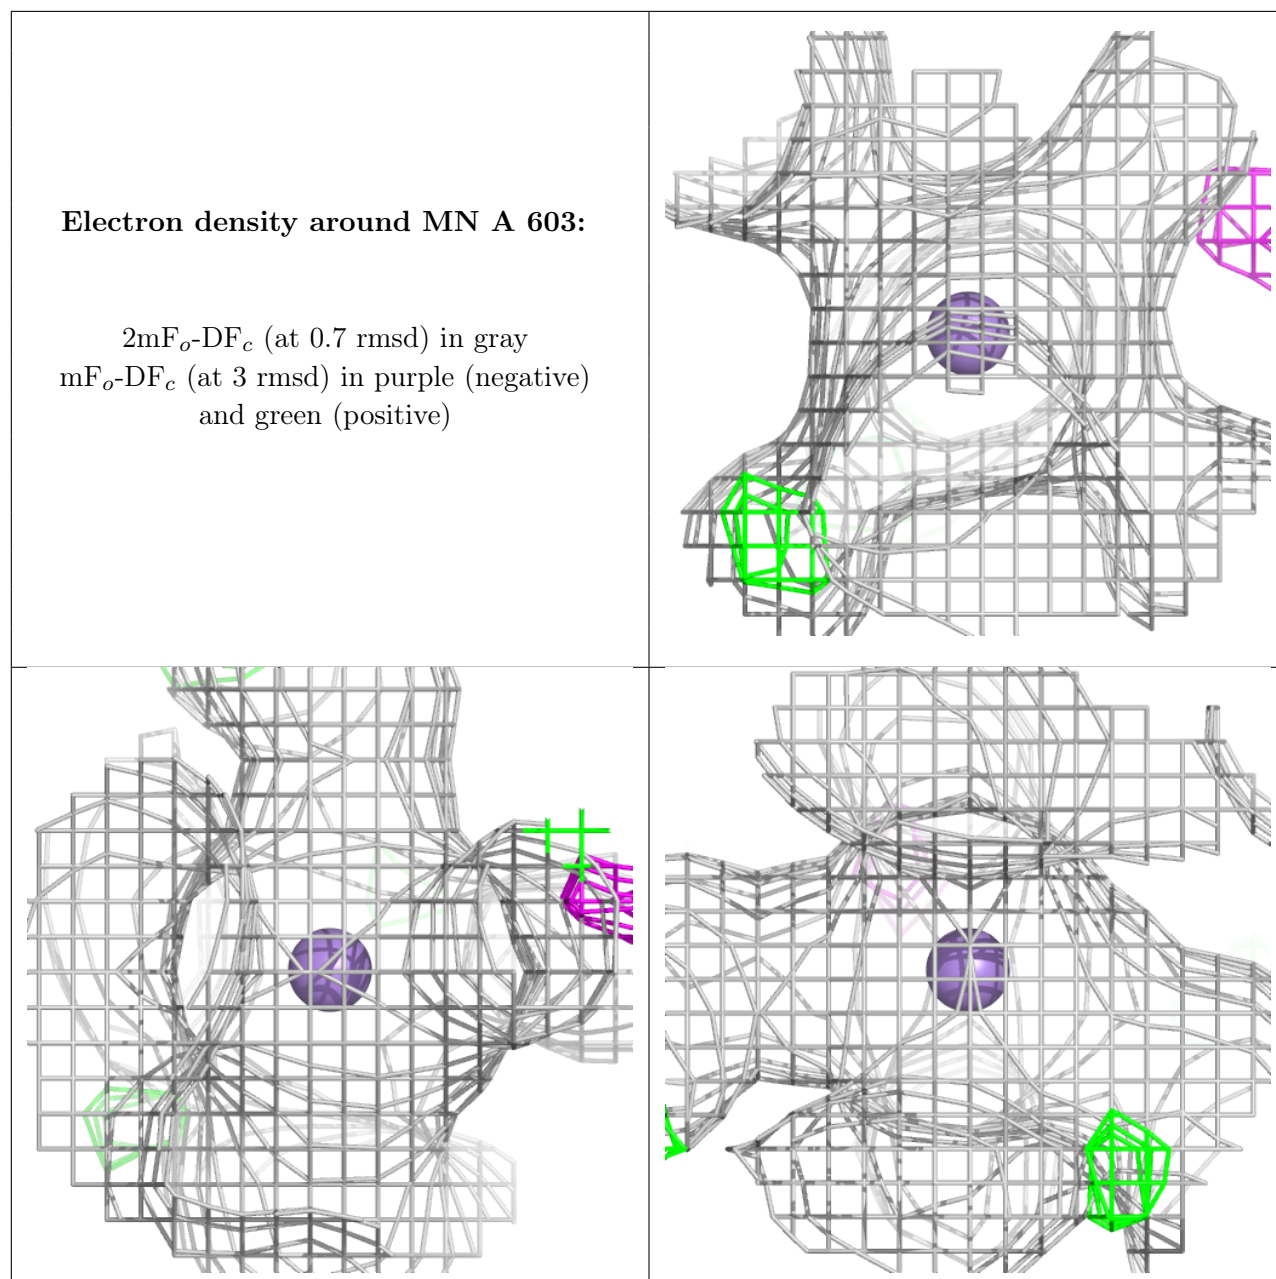 Electron density around MN A 603:
2mFₒ-DF𝒸 (at 0.7 rmsd) in gray
mFₒ-DF𝒸 (at 3 rmsd) in purple (negative)
and green (positive)